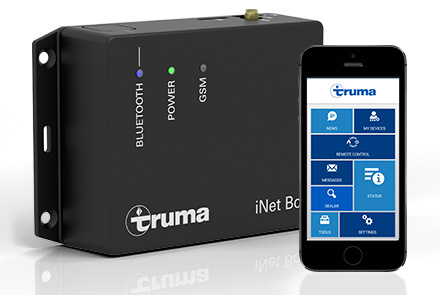 BLUETOOTH
POWER
GSM
truma
iNet Bo
truma
NEWS
MY DEVICES
REMOTE CONTROL
MESSAGES
STATUS
DEALER
TOOLS
SETTINGS